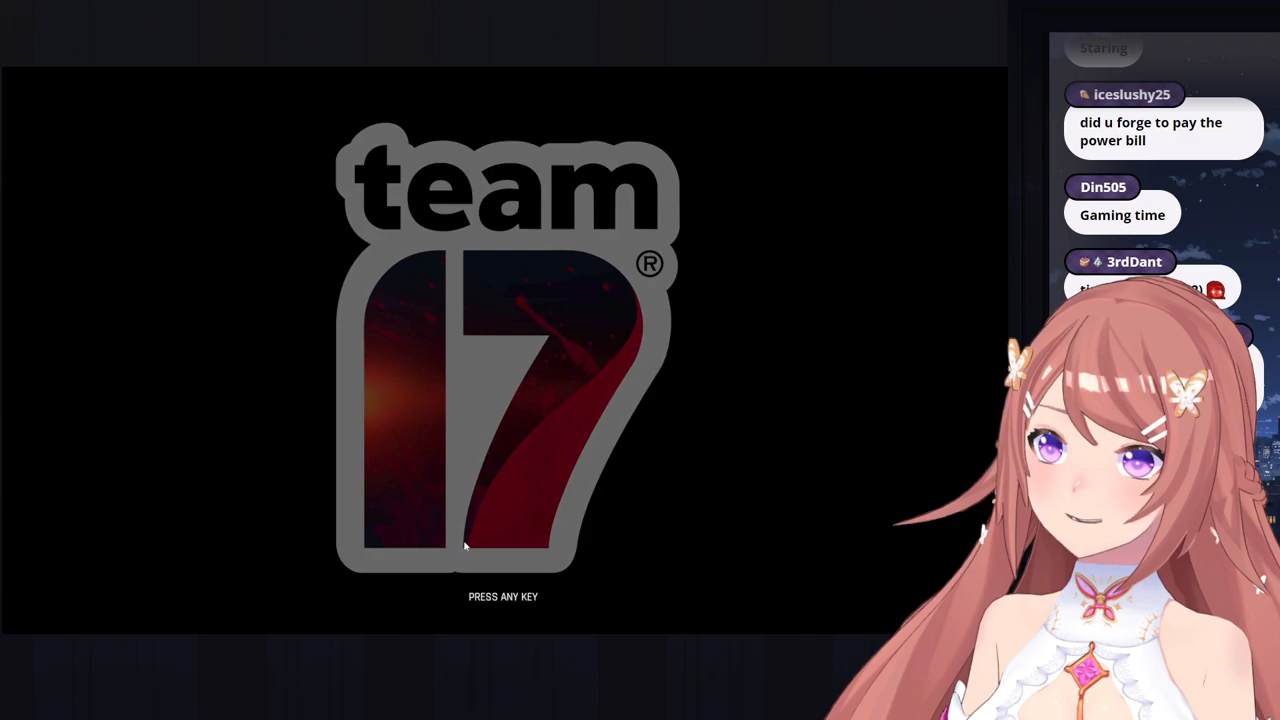 team
17
®
PRESS ANY KEY
Staring
iceslushy25
did u forge to pay the
power bill
Din505
Gaming time
3rdDant